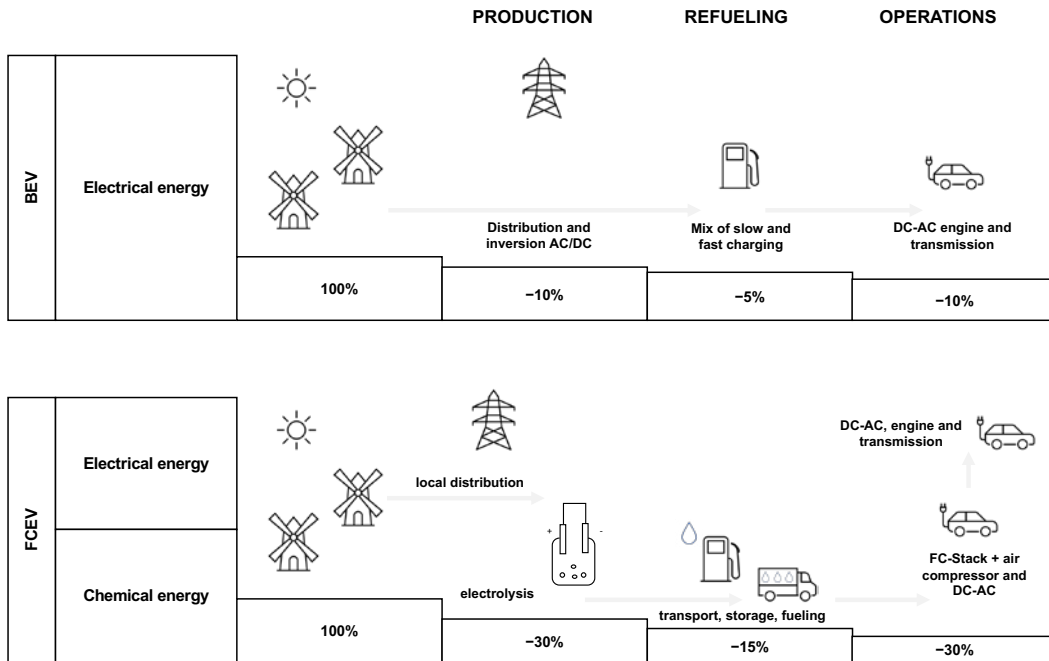 PRODUCTION
REFUELING
OPERATIONS
BEV
Electrical energy
Distribution and
inversion AC/DC
Mix of slow and
fast charging
DC-AC engine and
transmission
100%
−10%
−5%
−10%
FCEV
Electrical energy
Chemical energy
local distribution
+
-
electrolysis
transport, storage, fueling
DC-AC, engine and
transmission
FC-Stack + air
compressor and
DC-AC
100%
−30%
−15%
−30%